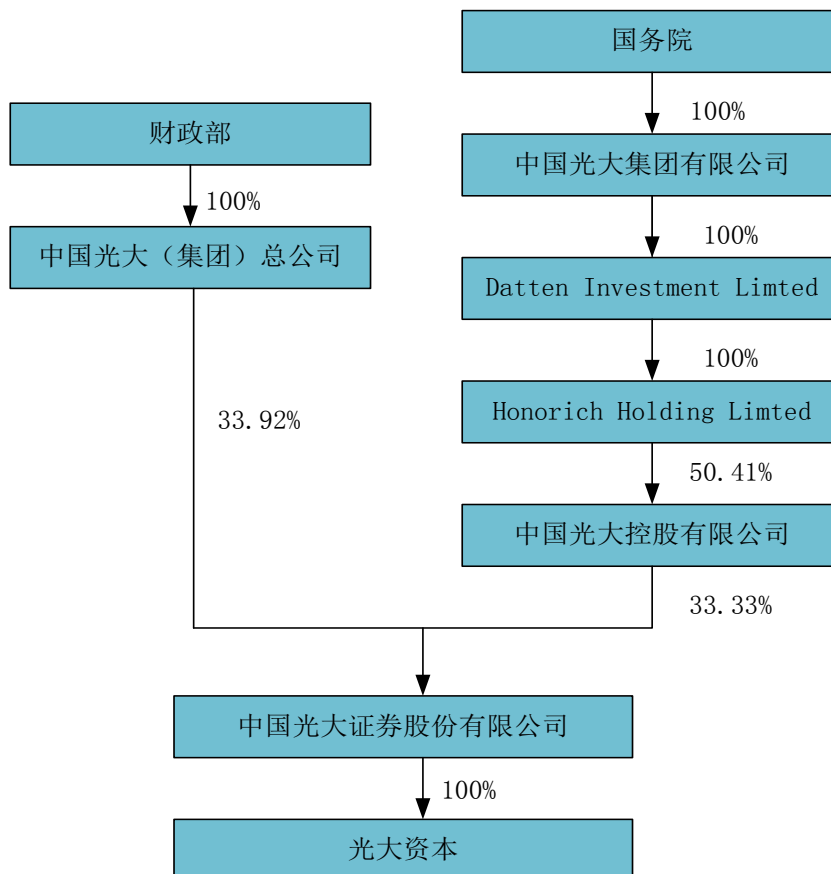 国务院
100%
财政部
中国光大集团有限公司
100%
中国光大（集团）总公司
100%
Datten Investment Limted
100%
Honorich Holding Limted
33.92%
50.41%
中国光大控股有限公司
33.33%
中国光大证券股份有限公司
100%
光大资本